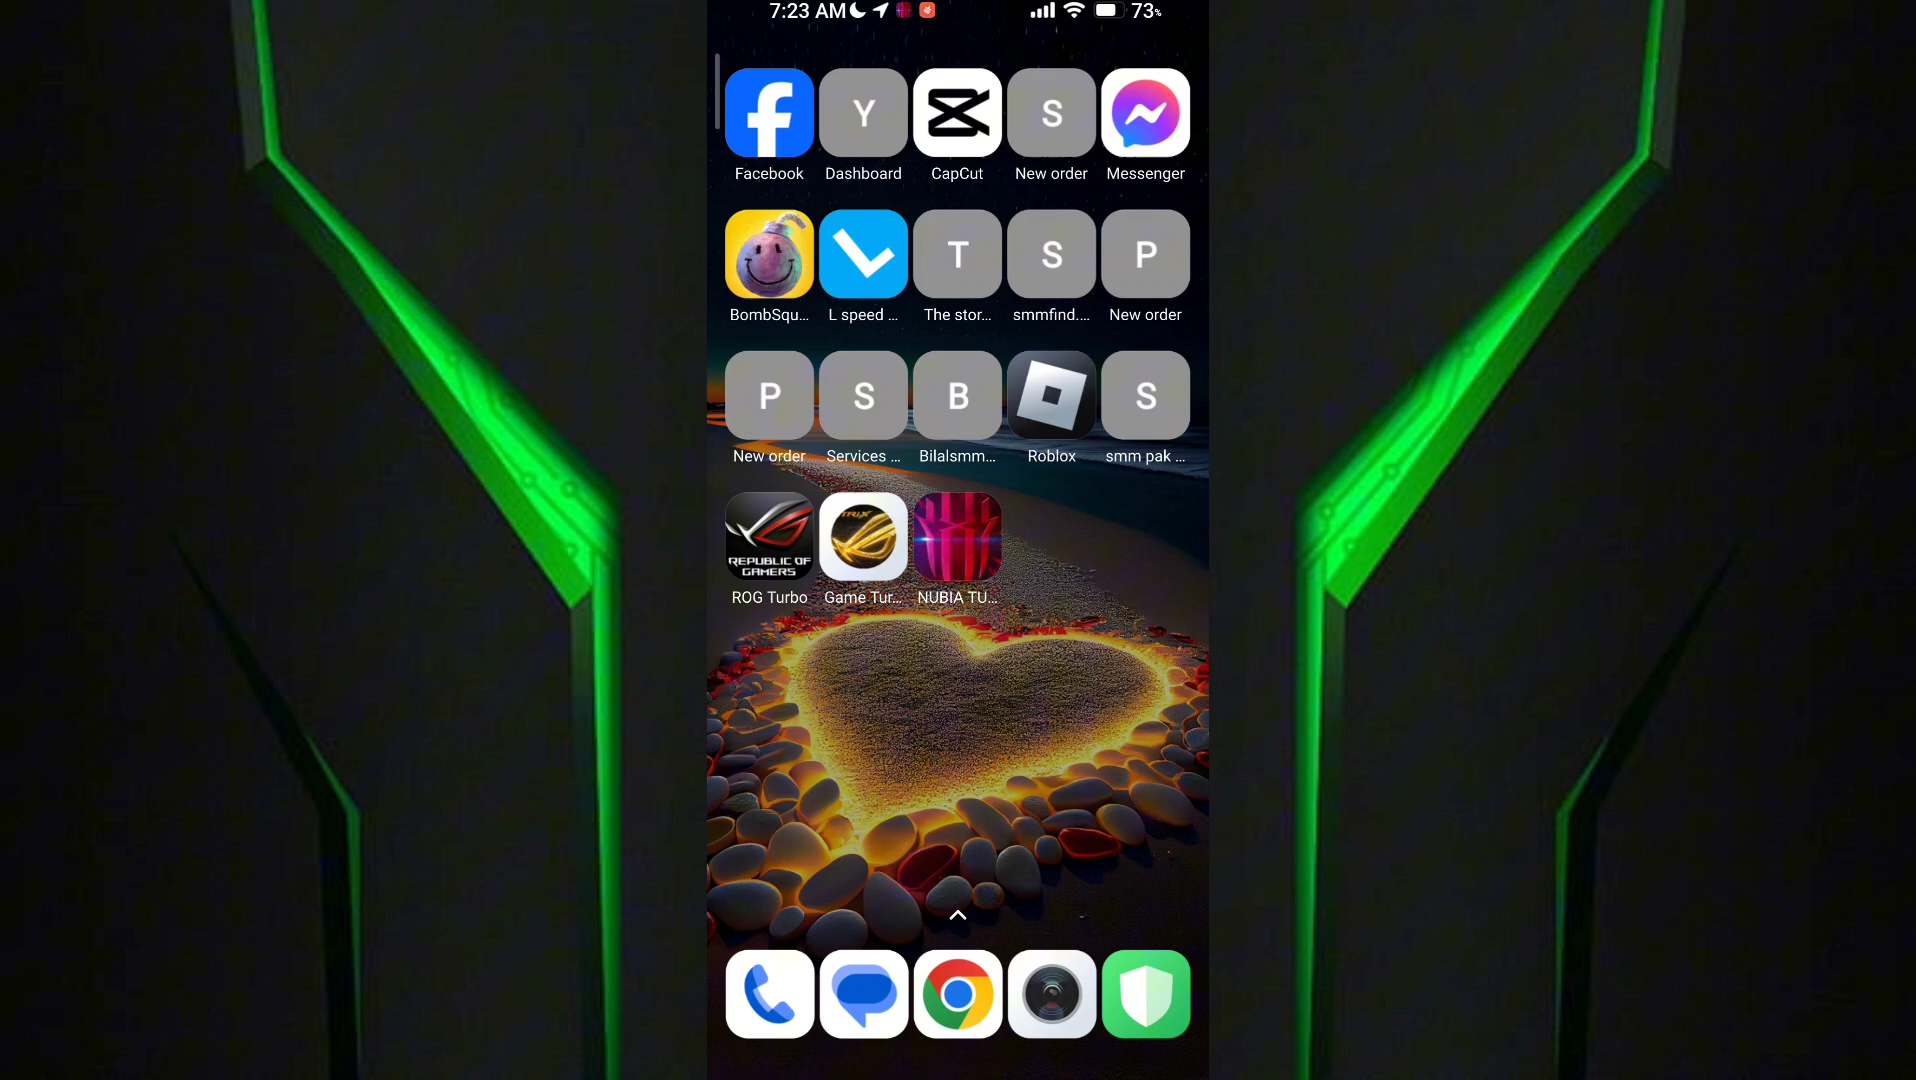 7:23 AM 73%
Y S
Facebook Dashboard CapCut New order Messenger
T S P
BombSqu... L speed ... The stor... smmfind.... New order
P S B S
New order Services ... Bilalsmm... Roblox smm pak ...
REPUBLIC OF
GAMERS
TRIX
ROG Turbo Game Tur... NUBIA TU...